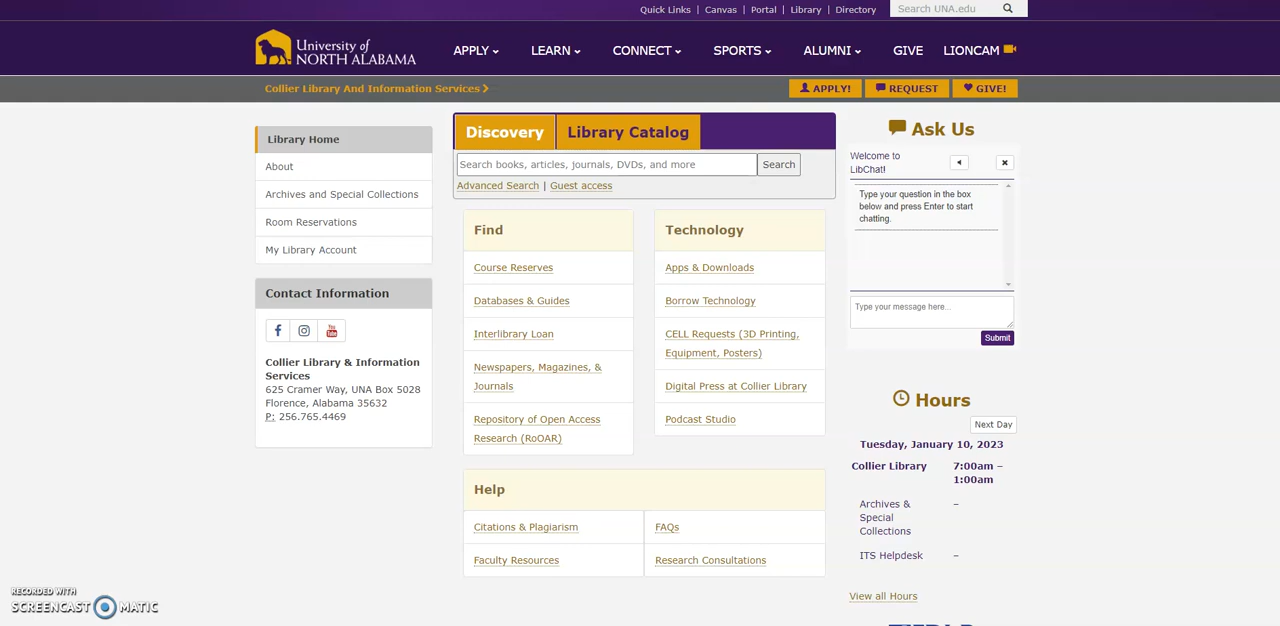 Quick Links | Canvas | Portal | Library | Directory
Search UNA.edu
University of
NORTH ALABAMA
APPLY LEARN CONNECT SPORTS ALUMNI GIVE LIONCAM
Collier Library And Information Services
APPLY! REQUEST GIVE!
Library Home
About
Archives and Special Collections
Room Reservations
My Library Account
Contact Information
Collier Library & Information
Services
625 Cramer Way, UNA Box 5028
Florence, Alabama 35632
P: 256.765.4469
Discovery Library Catalog
Search books, articles, journals, DVDs, and more Search
Advanced Search | Guest access
Find
Course Reserves
Databases & Guides
Interlibrary Loan
Newspapers, Magazines, &
Journals
Repository of Open Access
Research (RoOAR)
Technology
Apps & Downloads
Borrow Technology
CELL Requests (3D Printing,
Equipment, Posters)
Digital Press at Collier Library
Podcast Studio
Help
Citations & Plagiarism FAQs
Faculty Resources Research Consultations
Ask Us
Welcome to
LibChat!
Type your question in the box
below and press Enter to start
chatting.
Type your message here...
Submit
Hours
Next Day
Tuesday, January 10, 2023
Collier Library 7:00am –
1:00am
Archives & –
Special
Collections
ITS Helpdesk –
View all Hours
RECORDED WITH
SCREENCAST MATIC